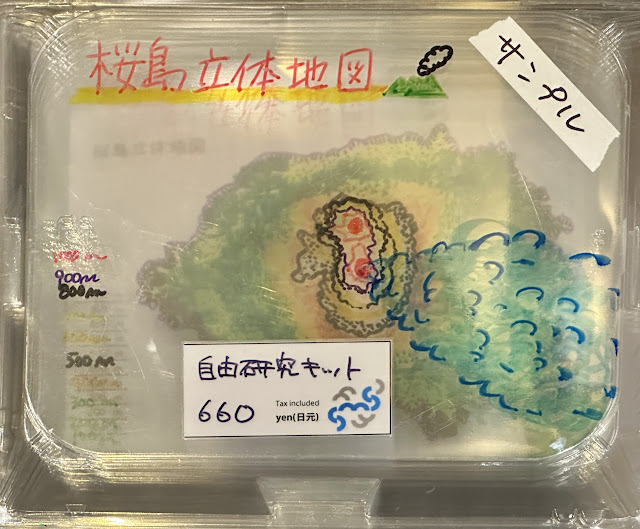 桜島立体地図
サンプル
900m
800m
500m
自由研究キット
660
Tax included
yen(日元)